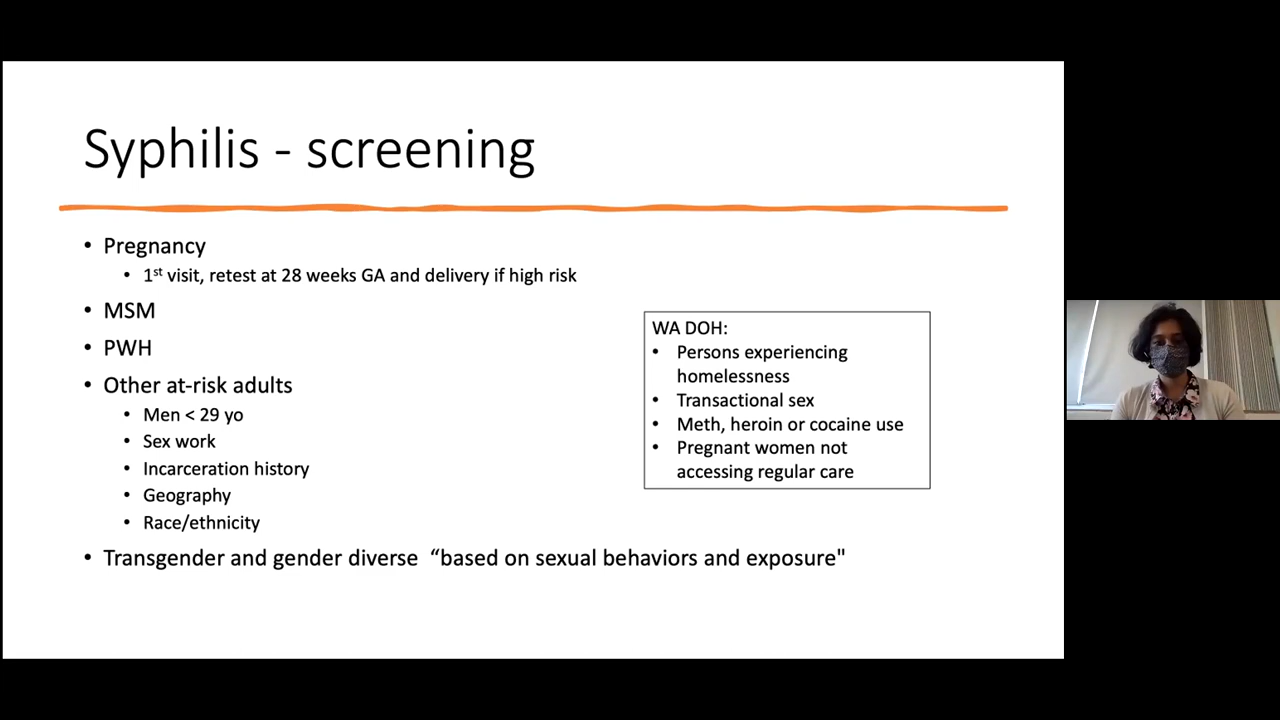 Syphilis - screening
• Pregnancy
• 1st visit, retest at 28 weeks GA and delivery if high risk
• MSM
• PWH
• Other at-risk adults
• Men < 29 yo
• Sex work
• Incarceration history
• Geography
• Race/ethnicity
• Transgender and gender diverse “based on sexual behaviors and exposure"
WA DOH:
• Persons experiencing
homelessness
• Transactional sex
• Meth, heroin or cocaine use
• Pregnant women not
accessing regular care